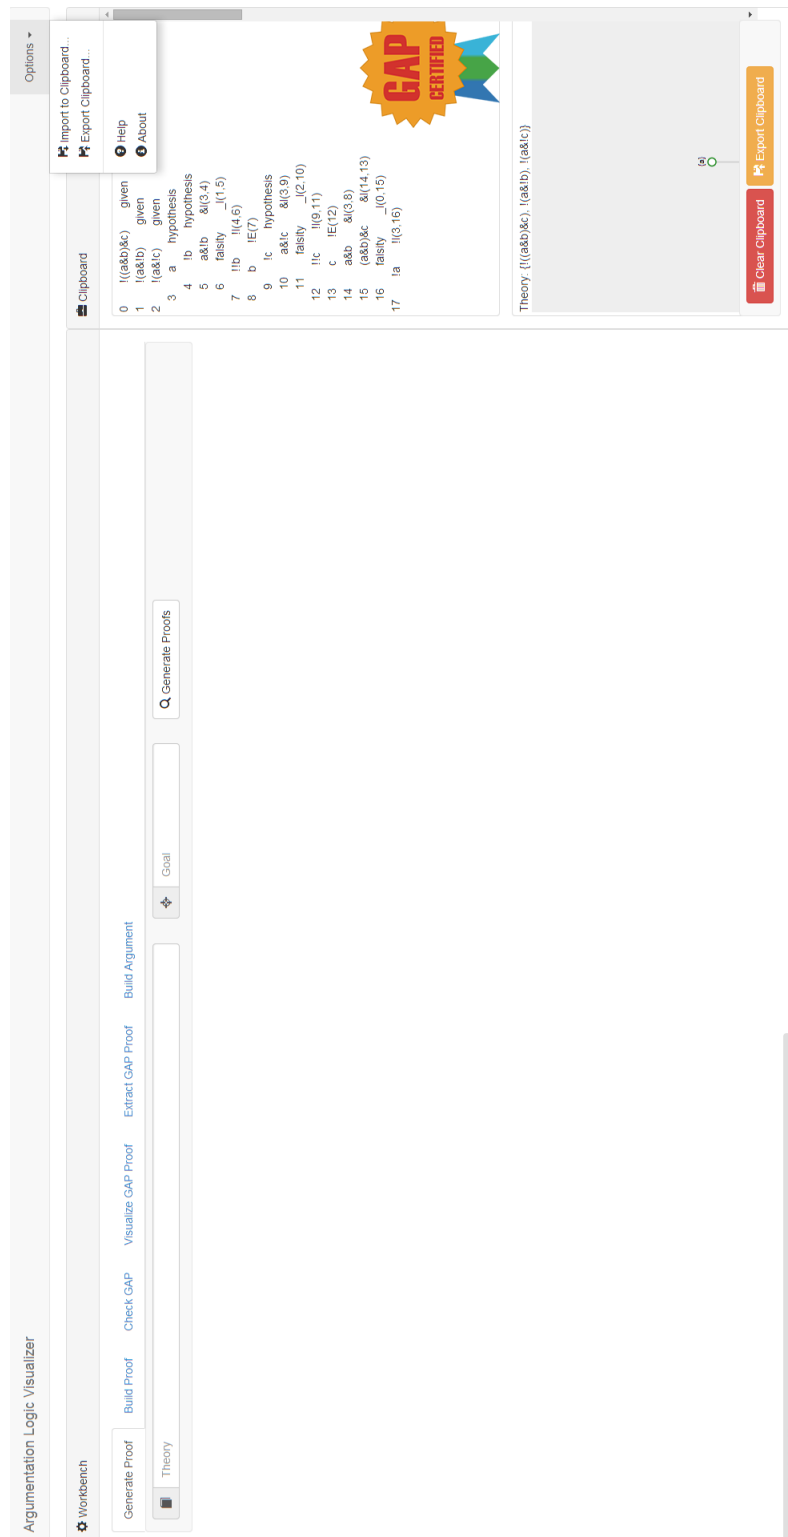 Argumentation Logic Visualizer
Options
Import to Clipboard...
Export Clipboard...
Help
About
Workbench
Generate Proof
Build Proof
Check GAP
Visualize GAP Proof
Extract GAP Proof
Build Argument
Theory
Goal
Generate Proofs
Clipboard
0 !((a&b)&c) given
1 !(a&!b) given
2 !(a&!c) given
3 a hypothesis
4 !b hypothesis
5 a&!b &I(3,4)
6 falsity _I(1,5)
7 !!b !I(4,6)
8 b !E(7)
9 !c hypothesis
10 a&!c &I(3,9)
11 falsity _I(2,10)
12 !!c !I(9,11)
13 c !E(12)
14 a&b &I(3,8)
15 (a&b)&c &I(14,13)
16 falsity _I(0,15)
17 !a !I(3,16)
GAP
CERTIFIED
Theory: {!((a&b)&c), !(a&!b), !(a&!c)}
{a}
Clear Clipboard
Export Clipboard